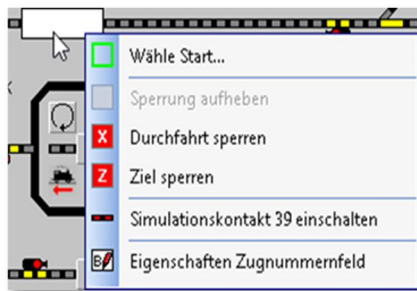 Wähle Start...
Sperrung aufheben
X Durchfahrt sperren
Z Ziel sperren
Simulationskontakt 39 einschalten
B Eigenschaften Zugnummernfeld